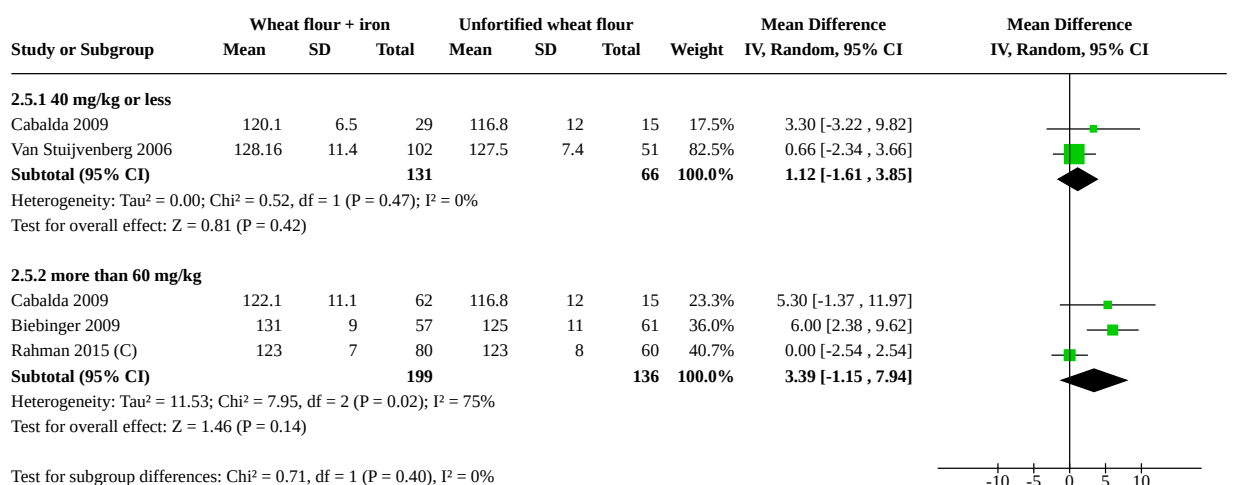 Wheat flour + iron Unfortified wheat flour Mean Difference Mean Difference
Study or Subgroup Mean SD Total Mean SD Total Weight IV, Random, 95% CI IV, Random, 95% CI
2.5.1 40 mg/kg or less
Cabalda 2009 120.1 6.5 29 116.8 12 15 17.5% 3.30 [-3.22 , 9.82]
Van Stuijvenberg 2006 128.16 11.4 102 127.5 7.4 51 82.5% 0.66 [-2.34 , 3.66]
Subtotal (95% CI) 131 66 100.0% 1.12 [-1.61 , 3.85]
Heterogeneity: Tau² = 0.00; Chi² = 0.52, df = 1 (P = 0.47); I² = 0%
Test for overall effect: Z = 0.81 (P = 0.42)
2.5.2 more than 60 mg/kg
Cabalda 2009 122.1 11.1 62 116.8 12 15 23.3% 5.30 [-1.37 , 11.97]
Biebinger 2009 131 9 57 125 11 61 36.0% 6.00 [2.38 , 9.62]
Rahman 2015 (C) 123 7 80 123 8 60 40.7% 0.00 [-2.54 , 2.54]
Subtotal (95% CI) 199 136 100.0% 3.39 [-1.15 , 7.94]
Heterogeneity: Tau² = 11.53; Chi² = 7.95, df = 2 (P = 0.02); I² = 75%
Test for overall effect: Z = 1.46 (P = 0.14)
Test for subgroup differences: Chi² = 0.71, df = 1 (P = 0.40), I² = 0%
-10 -5 0 5 10